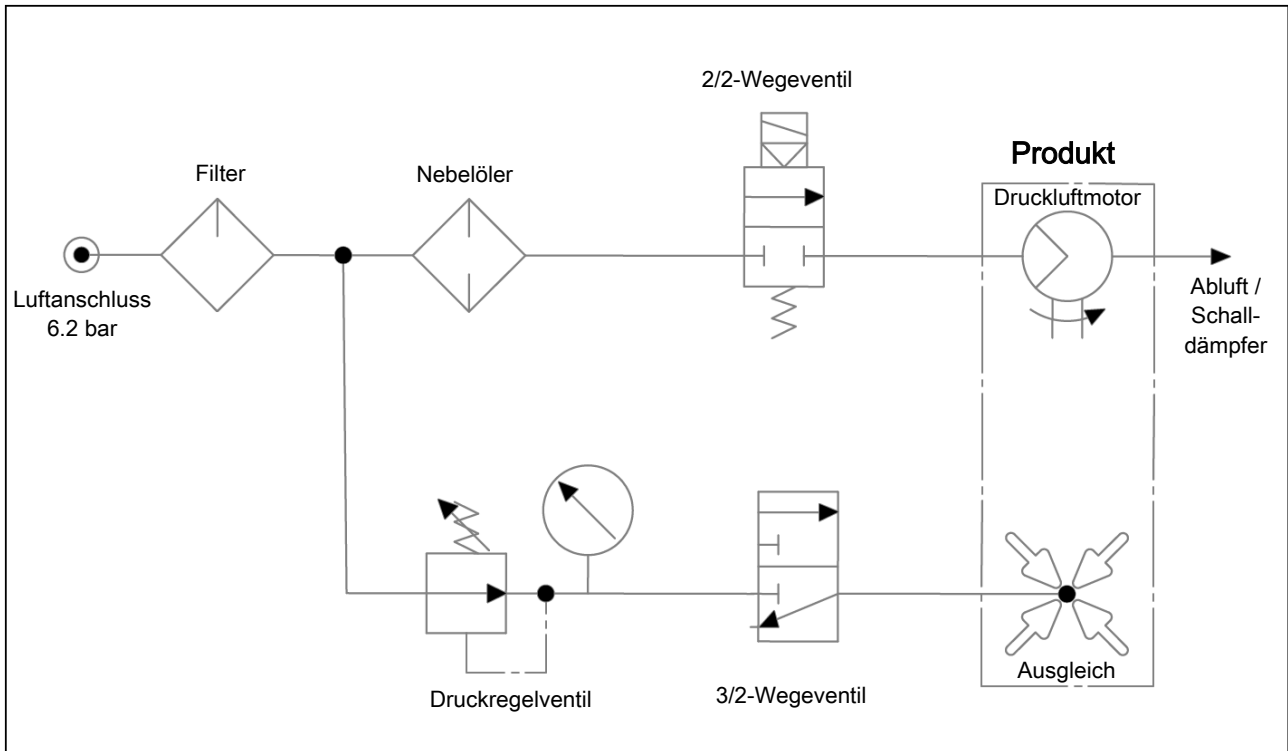 2/2-Wegeventil
Produkt
Filter
Nebelöler
Druckluftmotor
Luftanschluss
6.2 bar
Abluft /
Schall-
dämpfer
Druckregelventil
3/2-Wegeventil
Ausgleich